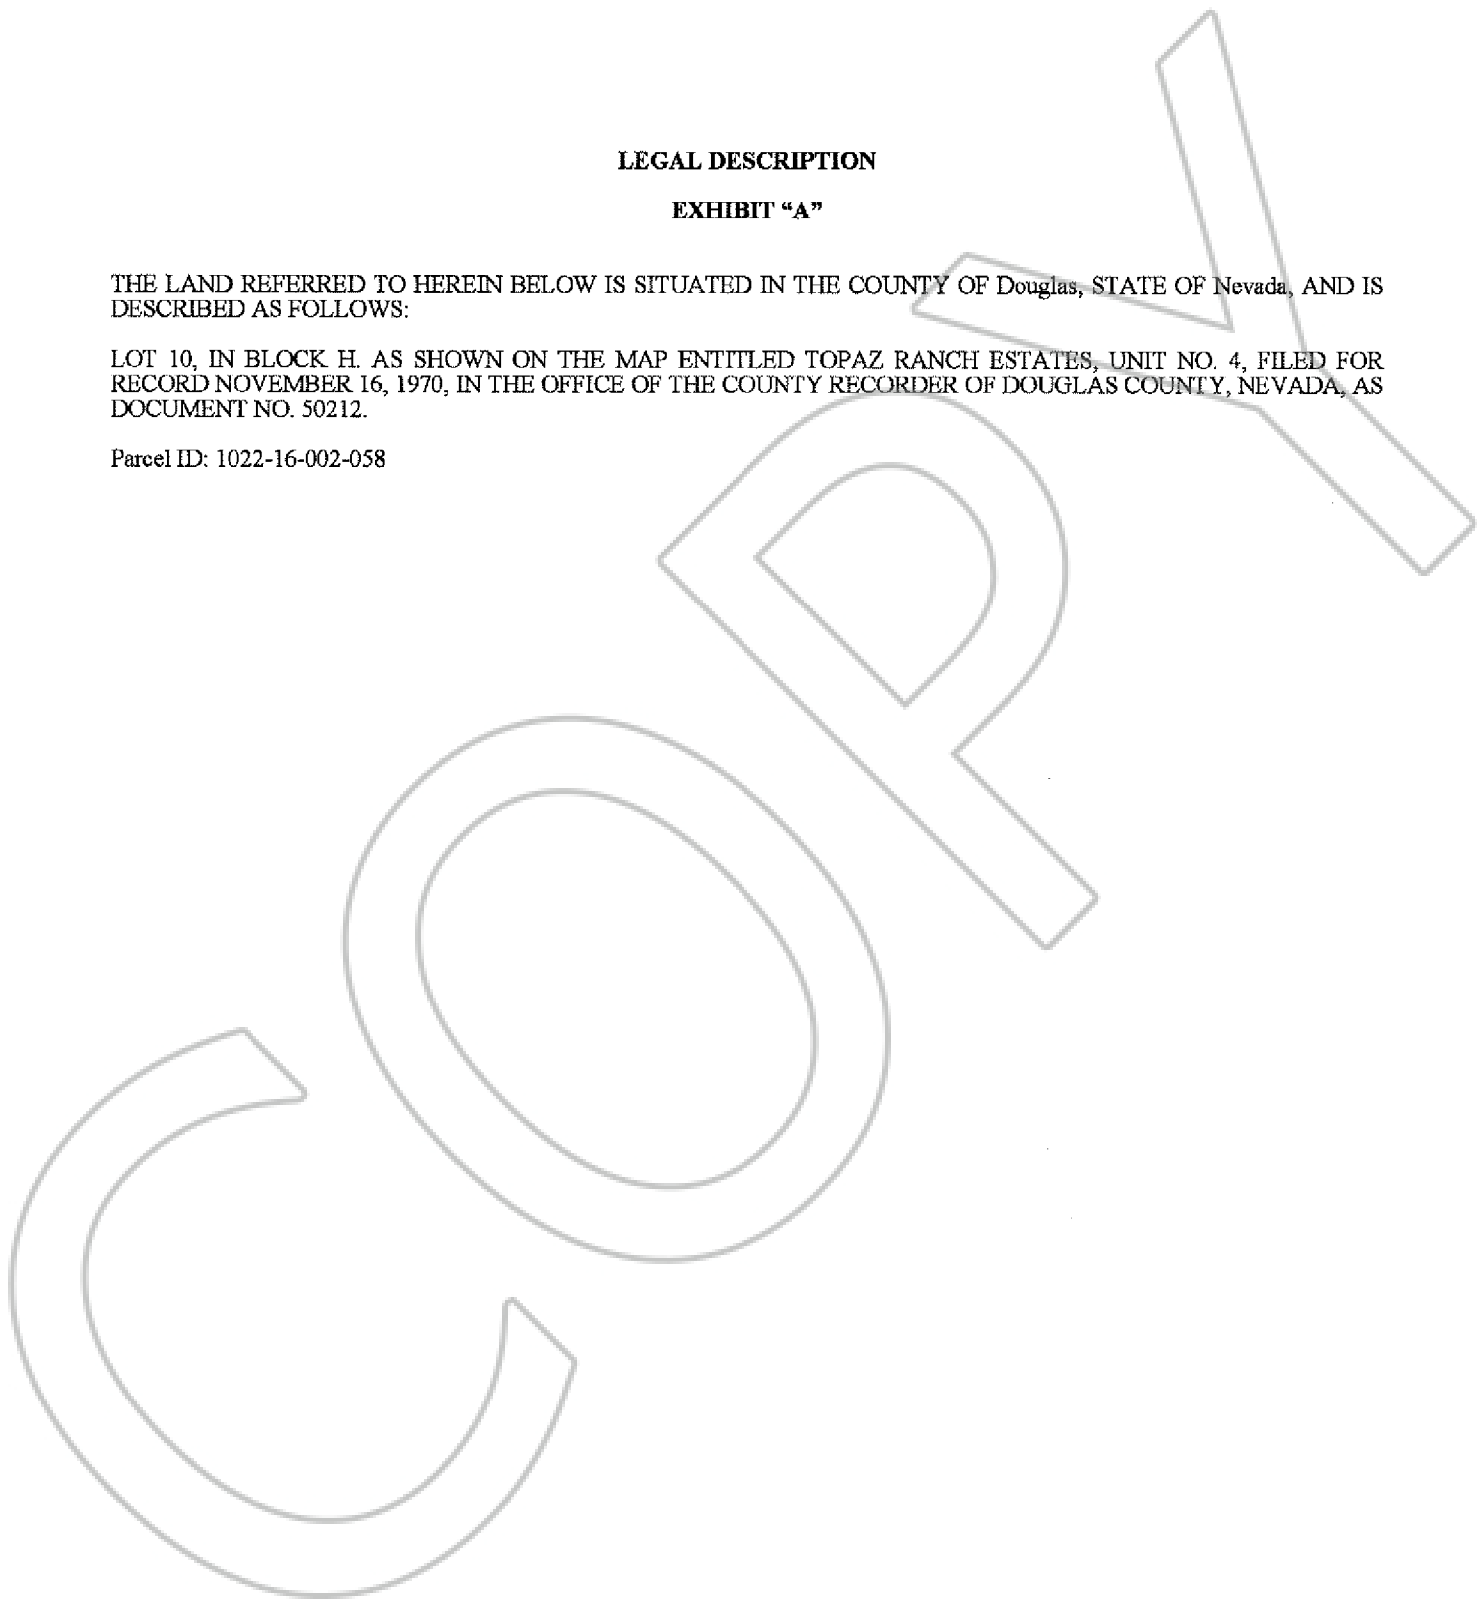 LEGAL DESCRIPTION
EXHIBIT “A”
THE LAND REFERRED TO HEREIN BELOW IS SITUATED IN THE COUNTY OF Douglas, STATE OF Nevada, AND IS
DESCRIBED AS FOLLOWS:
LOT 10, IN BLOCK H. AS SHOWN ON THE MAP ENTITLED TOPAZ RANCH ESTATES, UNIT NO. 4, FILED FOR
RECORD NOVEMBER 16, 1970, IN THE OFFICE OF THE COUNTY RECORDER OF DOUGLAS COUNTY, NEVADA, AS
DOCUMENT NO. 50212.
Parcel ID: 1022-16-002-058
COPY